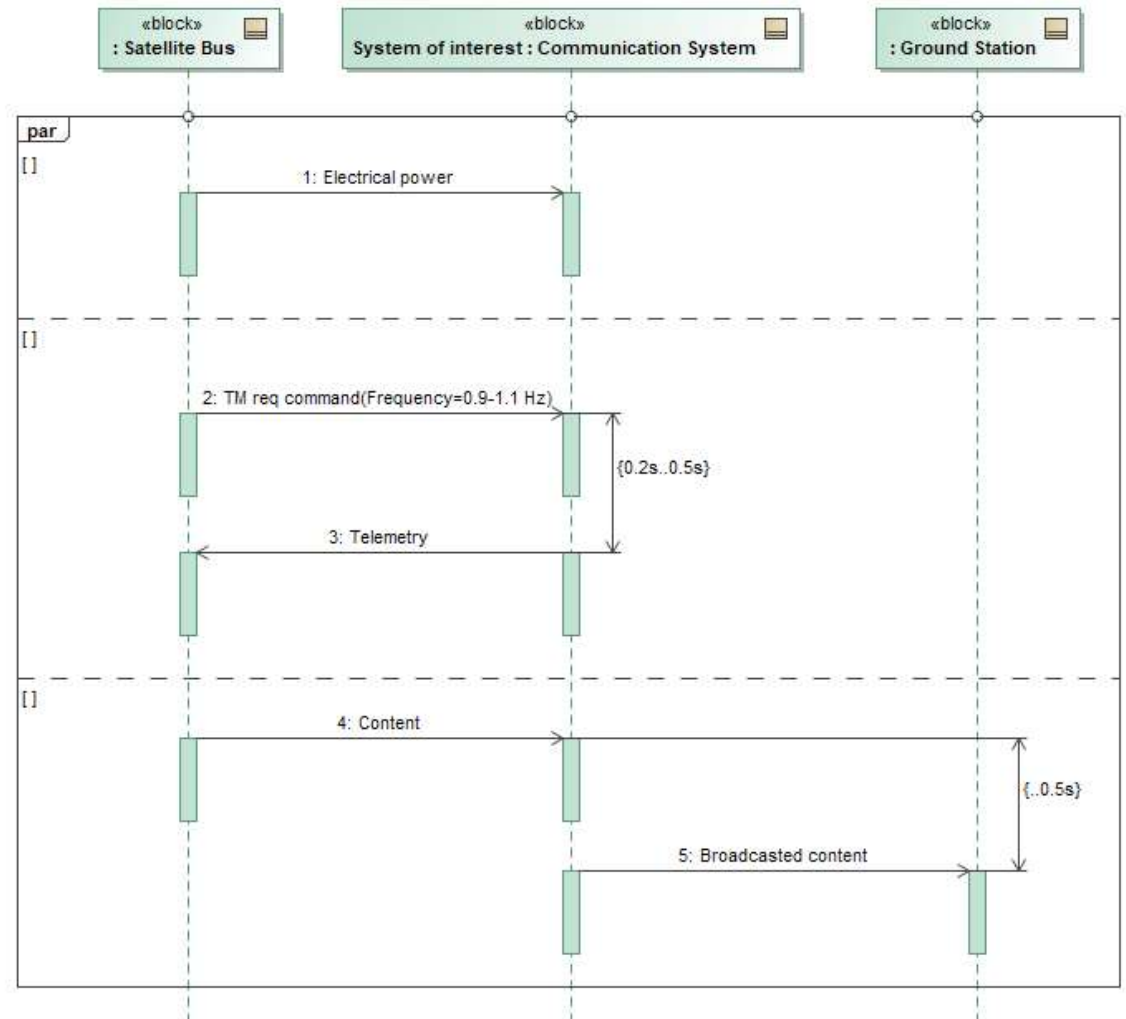 «block»
: Satellite Bus
«block»
System of interest : Communication System
«block»
: Ground Station
par
[ ]
1: Electrical power
[ ]
2: TM req command(Frequency=0.9-1.1 Hz)
{0.2s..0.5s}
3: Telemetry
[ ]
4: Content
{..0.5s}
5: Broadcasted content